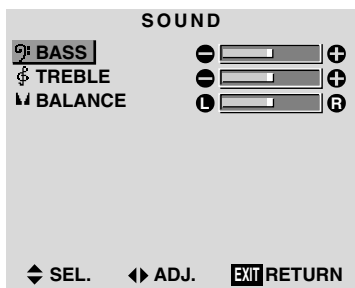 SOUND
BASS
TREBLE
BALANCE L R
SEL. ADJ. EXIT RETURN